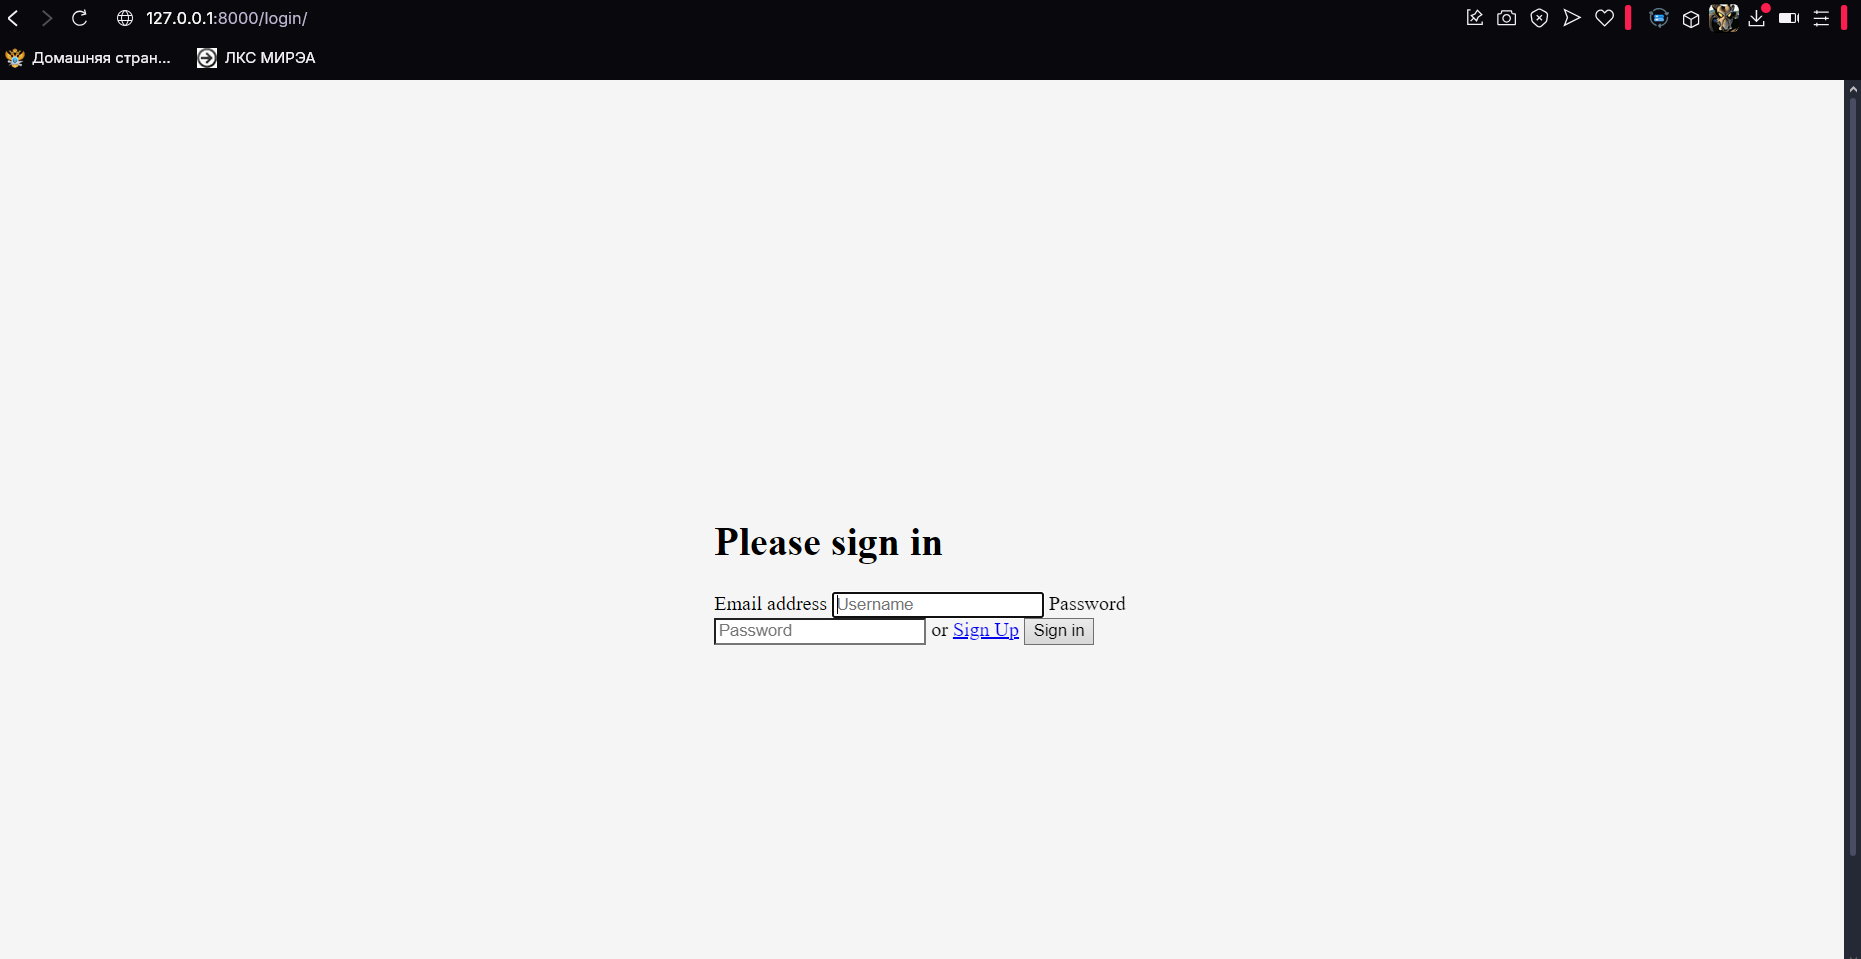 127.0.0.1:8000/login/
Домашняя стран... ЛКС МИРЭА
Please sign in
Email address Username Password
Password or Sign Up Sign in